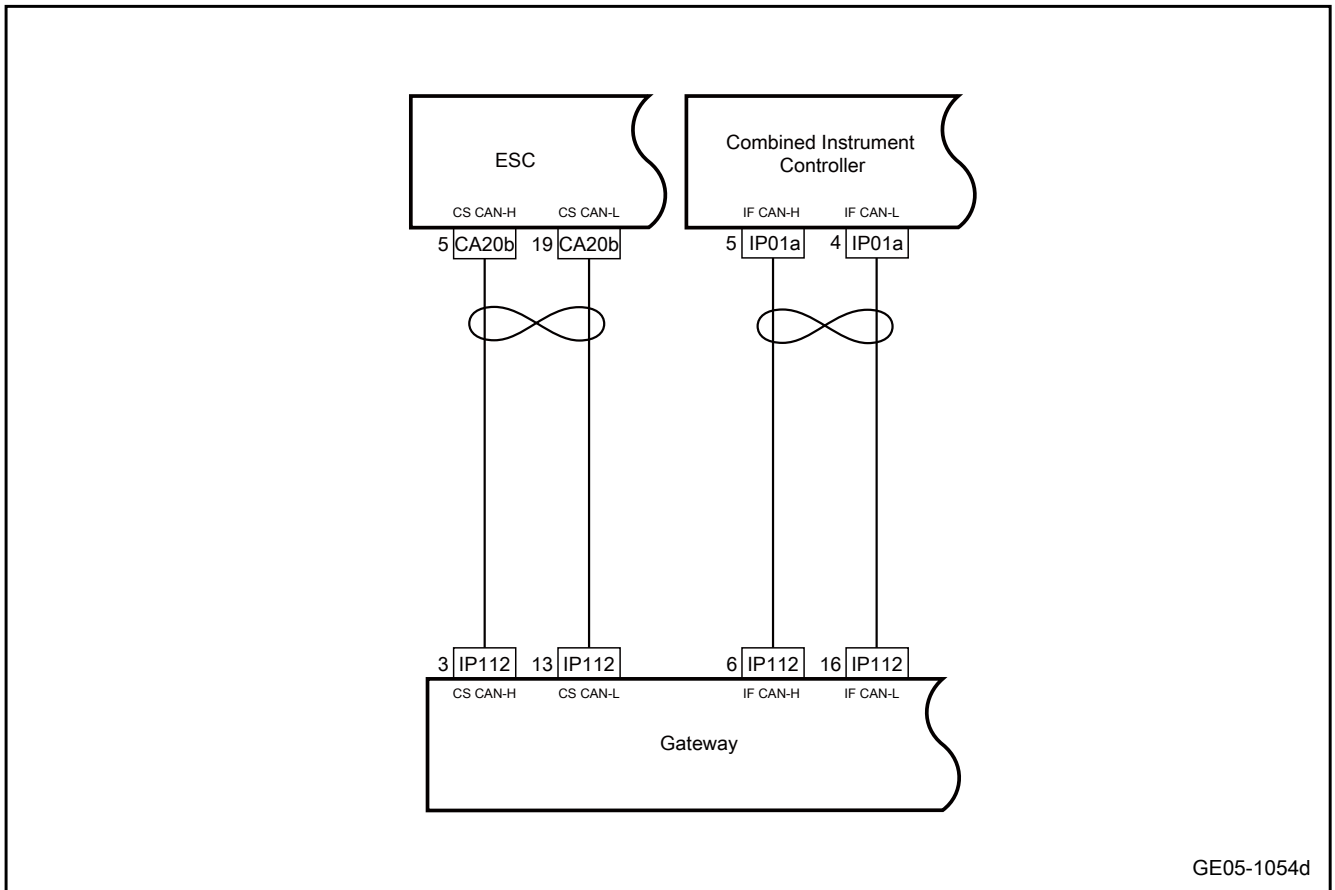 ESC
Combined Instrument
Controller
CS CAN-H CS CAN-L IF CAN-H IF CAN-L
5 CA20b 19 CA20b 5 IP01a 4 IP01a
3 IP112 13 IP112 6 IP112 16 IP112
CS CAN-H CS CAN-L IF CAN-H IF CAN-L
Gateway
GE05-1054d